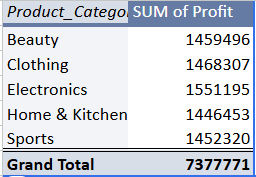 Product_Catego SUM of Profit
Beauty 1459496
Clothing 1468307
Electronics 1551195
Home & Kitchen 1446453
Sports 1452320
Grand Total 7377771